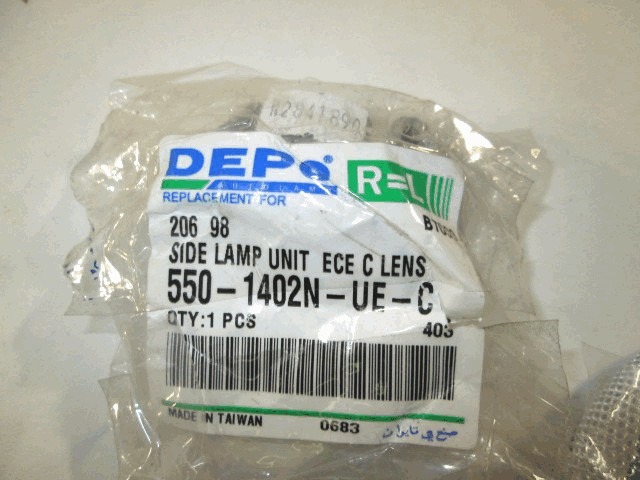 DEPO® R=L
AUTOLAMP
REPLACEMENT FOR
206 98
SIDE LAMP UNIT ECE C LENS
550-1402N-UE-C
QTY:1 PCS 403
MADE IN TAIWAN 0683